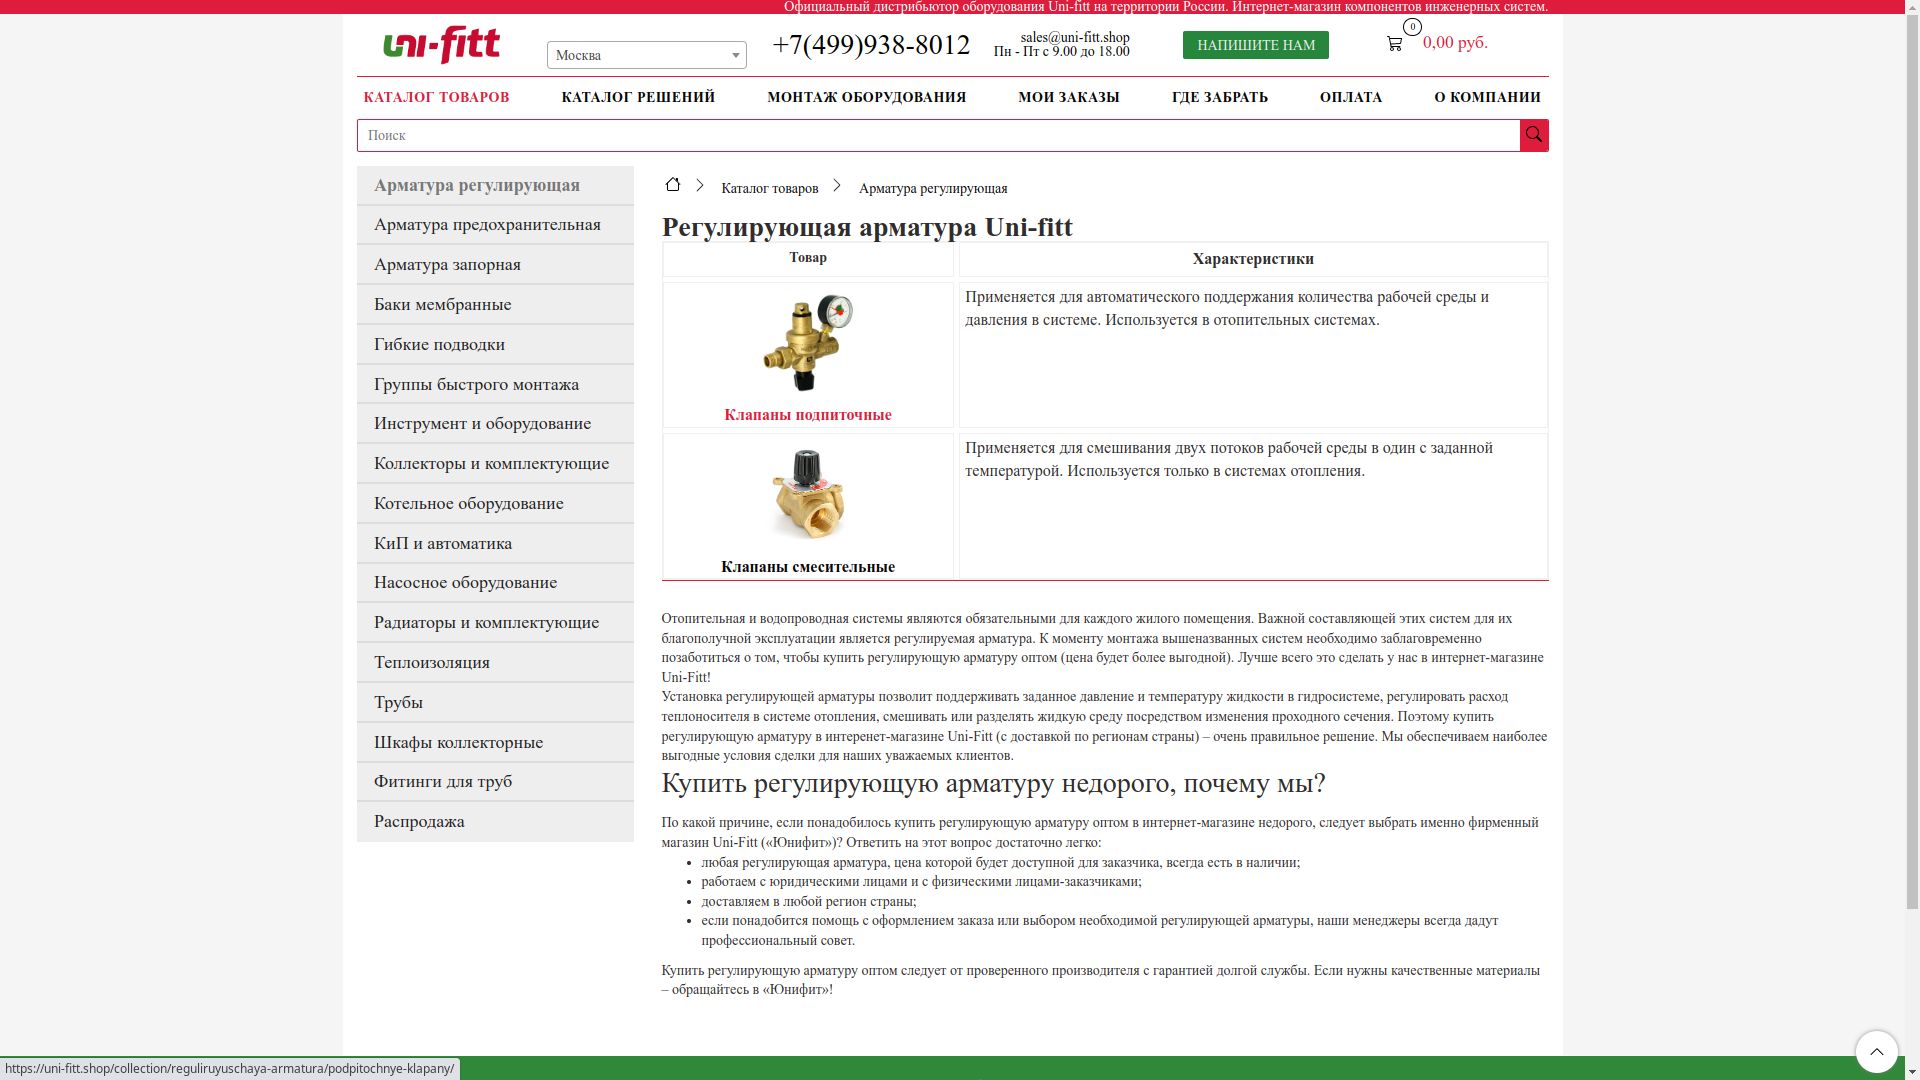 Официальный дистрибьютор оборудования Uni-fitt на территории России. Интернет-магазин компонентов инженерных систем.
uni-fitt
Москва
+7(499)938-8012
sales@uni-fitt.shop
Пн - Пт с 9.00 до 18.00
НАПИШИТЕ НАМ
0
0,00 руб.
КАТАЛОГ ТОВАРОВ
КАТАЛОГ РЕШЕНИЙ
МОНТАЖ ОБОРУДОВАНИЯ
МОИ ЗАКАЗЫ
ГДЕ ЗАБРАТЬ
ОПЛАТА
О КОМПАНИИ
Поиск
Арматура регулирующая
Арматура предохранительная
Арматура запорная
Баки мембранные
Гибкие подводки
Группы быстрого монтажа
Инструмент и оборудование
Коллекторы и комплектующие
Котельное оборудование
КиП и автоматика
Насосное оборудование
Радиаторы и комплектующие
Теплоизоляция
Трубы
Шкафы коллекторные
Фитинги для труб
Распродажа
Каталог товаров
Арматура регулирующая
Регулирующая арматура Uni-fitt
Товар
Характеристики
Клапаны подпиточные
Применяется для автоматического поддержания количества рабочей среды и
давления в системе. Используется в отопительных системах.
Клапаны смесительные
Применяется для смешивания двух потоков рабочей среды в один с заданной
температурой. Используется только в системах отопления.
Отопительная и водопроводная системы являются обязательными для каждого жилого помещения. Важной составляющей этих систем для их
благополучной эксплуатации является регулируемая арматура. К моменту монтажа вышеназванных систем необходимо заблаговременно
позаботиться о том, чтобы купить регулирующую арматуру оптом (цена будет более выгодной). Лучше всего это сделать у нас в интернет-магазине
Uni-Fitt!
Установка регулирующей арматуры позволит поддерживать заданное давление и температуру жидкости в гидросистеме, регулировать расход
теплоносителя в системе отопления, смешивать или разделять жидкую среду посредством изменения проходного сечения. Поэтому купить
регулирующую арматуру в интеренет-магазине Uni-Fitt (с доставкой по регионам страны) – очень правильное решение. Мы обеспечиваем наиболее
выгодные условия сделки для наших уважаемых клиентов.
Купить регулирующую арматуру недорого, почему мы?
По какой причине, если понадобилось купить регулирующую арматуру оптом в интернет-магазине недорого, следует выбрать именно фирменный
магазин Uni-Fitt («Юнифит»)? Ответить на этот вопрос достаточно легко:
• любая регулирующая арматура, цена которой будет доступной для заказчика, всегда есть в наличии;
• работаем с юридическими лицами и с физическими лицами-заказчиками;
• доставляем в любой регион страны;
• если понадобится помощь с оформлением заказа или выбором необходимой регулирующей арматуры, наши менеджеры всегда дадут
профессиональный совет.
Купить регулирующую арматуру оптом следует от проверенного производителя с гарантией долгой службы. Если нужны качественные материалы
– обращайтесь в «Юнифит»!
https://uni-fitt.shop/collection/reguliruyuschaya-armatura/podpitochnye-klapany/